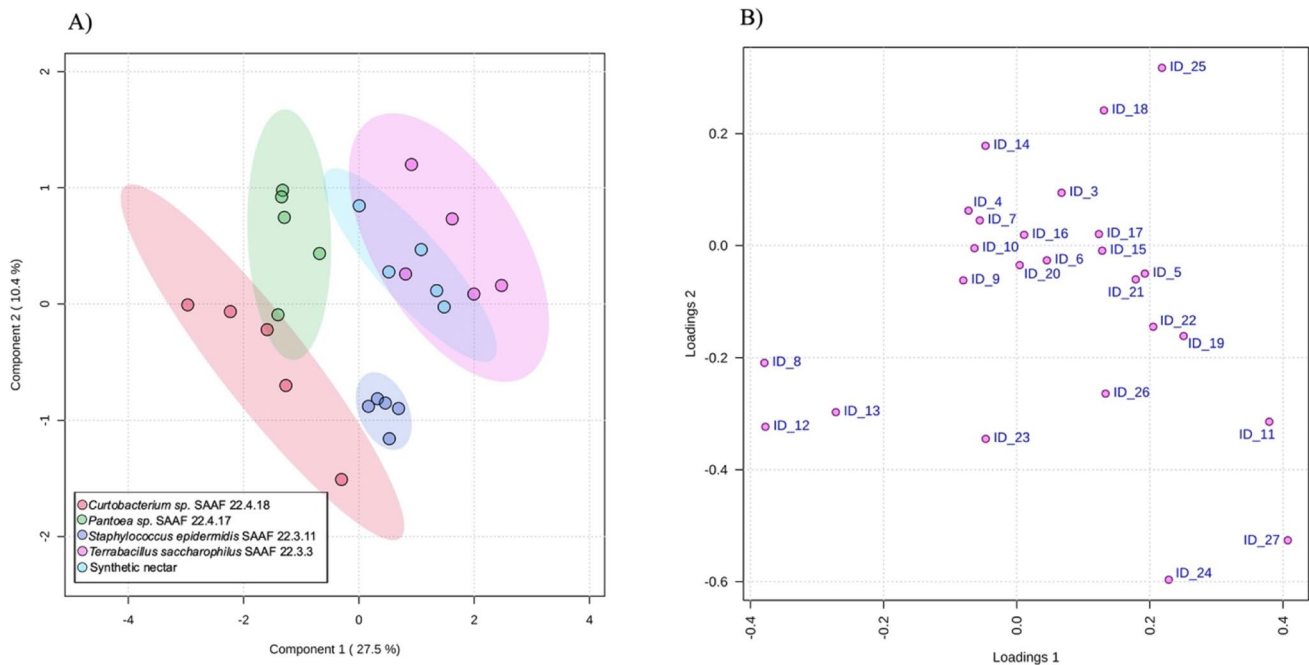 A)
2
1
0
-1
-2
-4
-2
0
2
4
Component 2 ( 10.4 %)
Component 1 ( 27.5 %)
Curtobacterium sp. SAAF 22.4.18
Pantoea sp. SAAF 22.4.17
Staphylococcus epidermidis SAAF 22.3.11
Terrabacillus saccharophilus SAAF 22.3.3
Synthetic nectar
B)
0.2
0.0
-0.2
-0.4
-0.6
-0.4
-0.2
0.0
0.2
0.4
Loadings 2
Loadings 1
ID_25
ID_18
ID_14
ID_3
ID_4
ID_7
ID_16
ID_17
ID_10
ID_15
ID_6
ID_20
ID_9
ID_5
ID_21
ID_22
ID_19
ID_8
ID_26
ID_13
ID_12
ID_11
ID_23
ID_27
ID_24